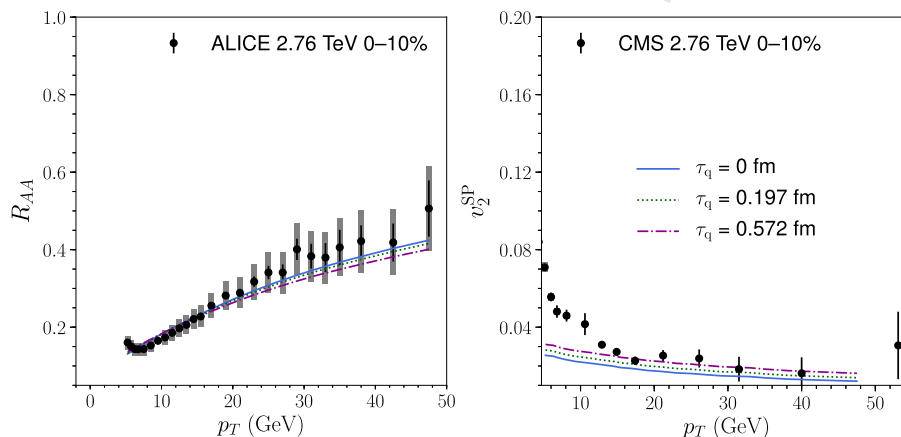 1.0
0.8
0.6
0.4
0.2
0 10 20 30 40 50
R_AA
p_T (GeV)
ALICE 2.76 TeV 0–10%
0.20
0.16
0.12
0.08
0.04
10 20 30 40 50
v_2^SP
p_T (GeV)
CMS 2.76 TeV 0–10%
τ_q = 0 fm
τ_q = 0.197 fm
τ_q = 0.572 fm